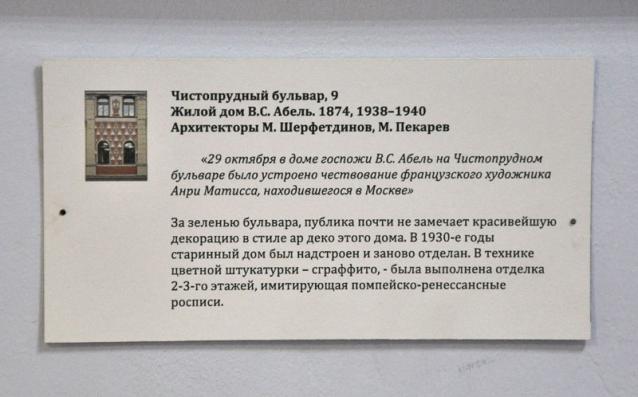 Чистопрудный бульвар, 9
Жилой дом В.С. Абель. 1874, 1938–1940
Архитекторы М. Шерфетдинов, М. Пекарев
«29 октября в доме госпожи В.С. Абель на Чистопрудном
бульваре было устроено чествование французского художника
Анри Матисса, находившегося в Москве»
За зеленью бульвара, публика почти не замечает красивейшую
декорацию в стиле ар деко этого дома. В 1930-е годы
старинный дом был надстроен и заново отделан. В технике
цветной штукатурки – сграффито, - была выполнена отделка
2-3-го этажей, имитирующая помпейско-ренессансные
росписи.